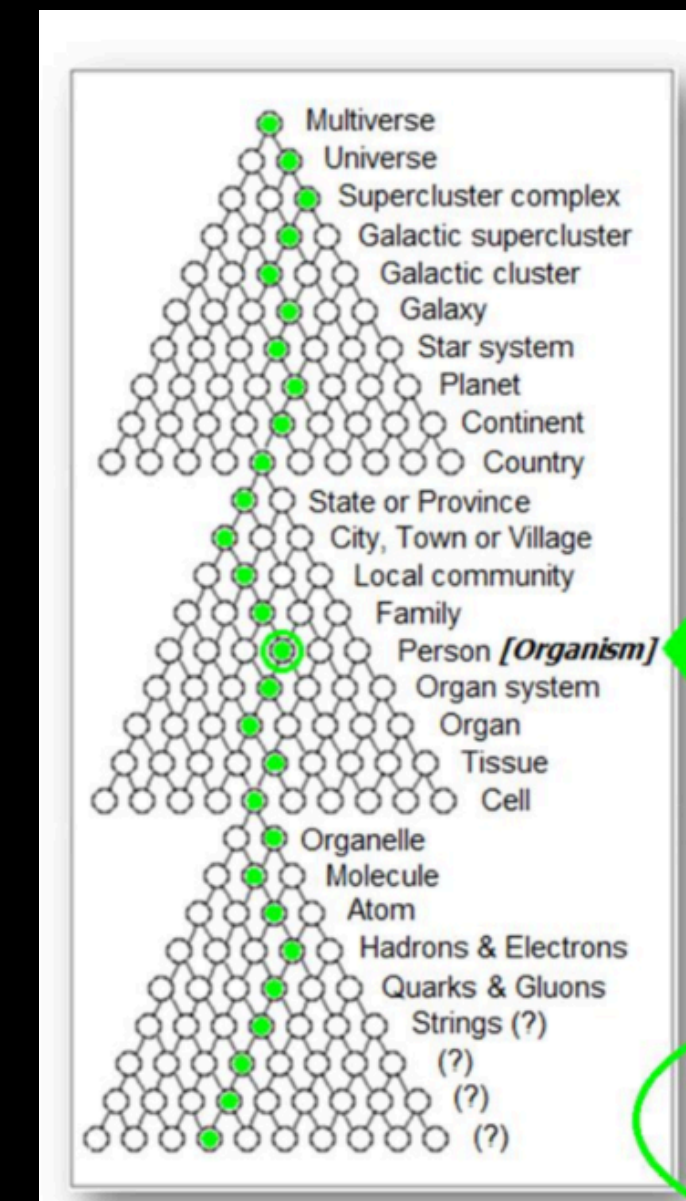 Multiverse
Universe
Supercluster complex
Galactic supercluster
Galactic cluster
Galaxy
Star system
Planet
Continent
Country
State or Province
City, Town or Village
Local community
Family
Person [Organism]
Organ system
Organ
Tissue
Cell
Organelle
Molecule
Atom
Hadrons & Electrons
Quarks & Gluons
Strings (?)
(?)
(?)
(?)